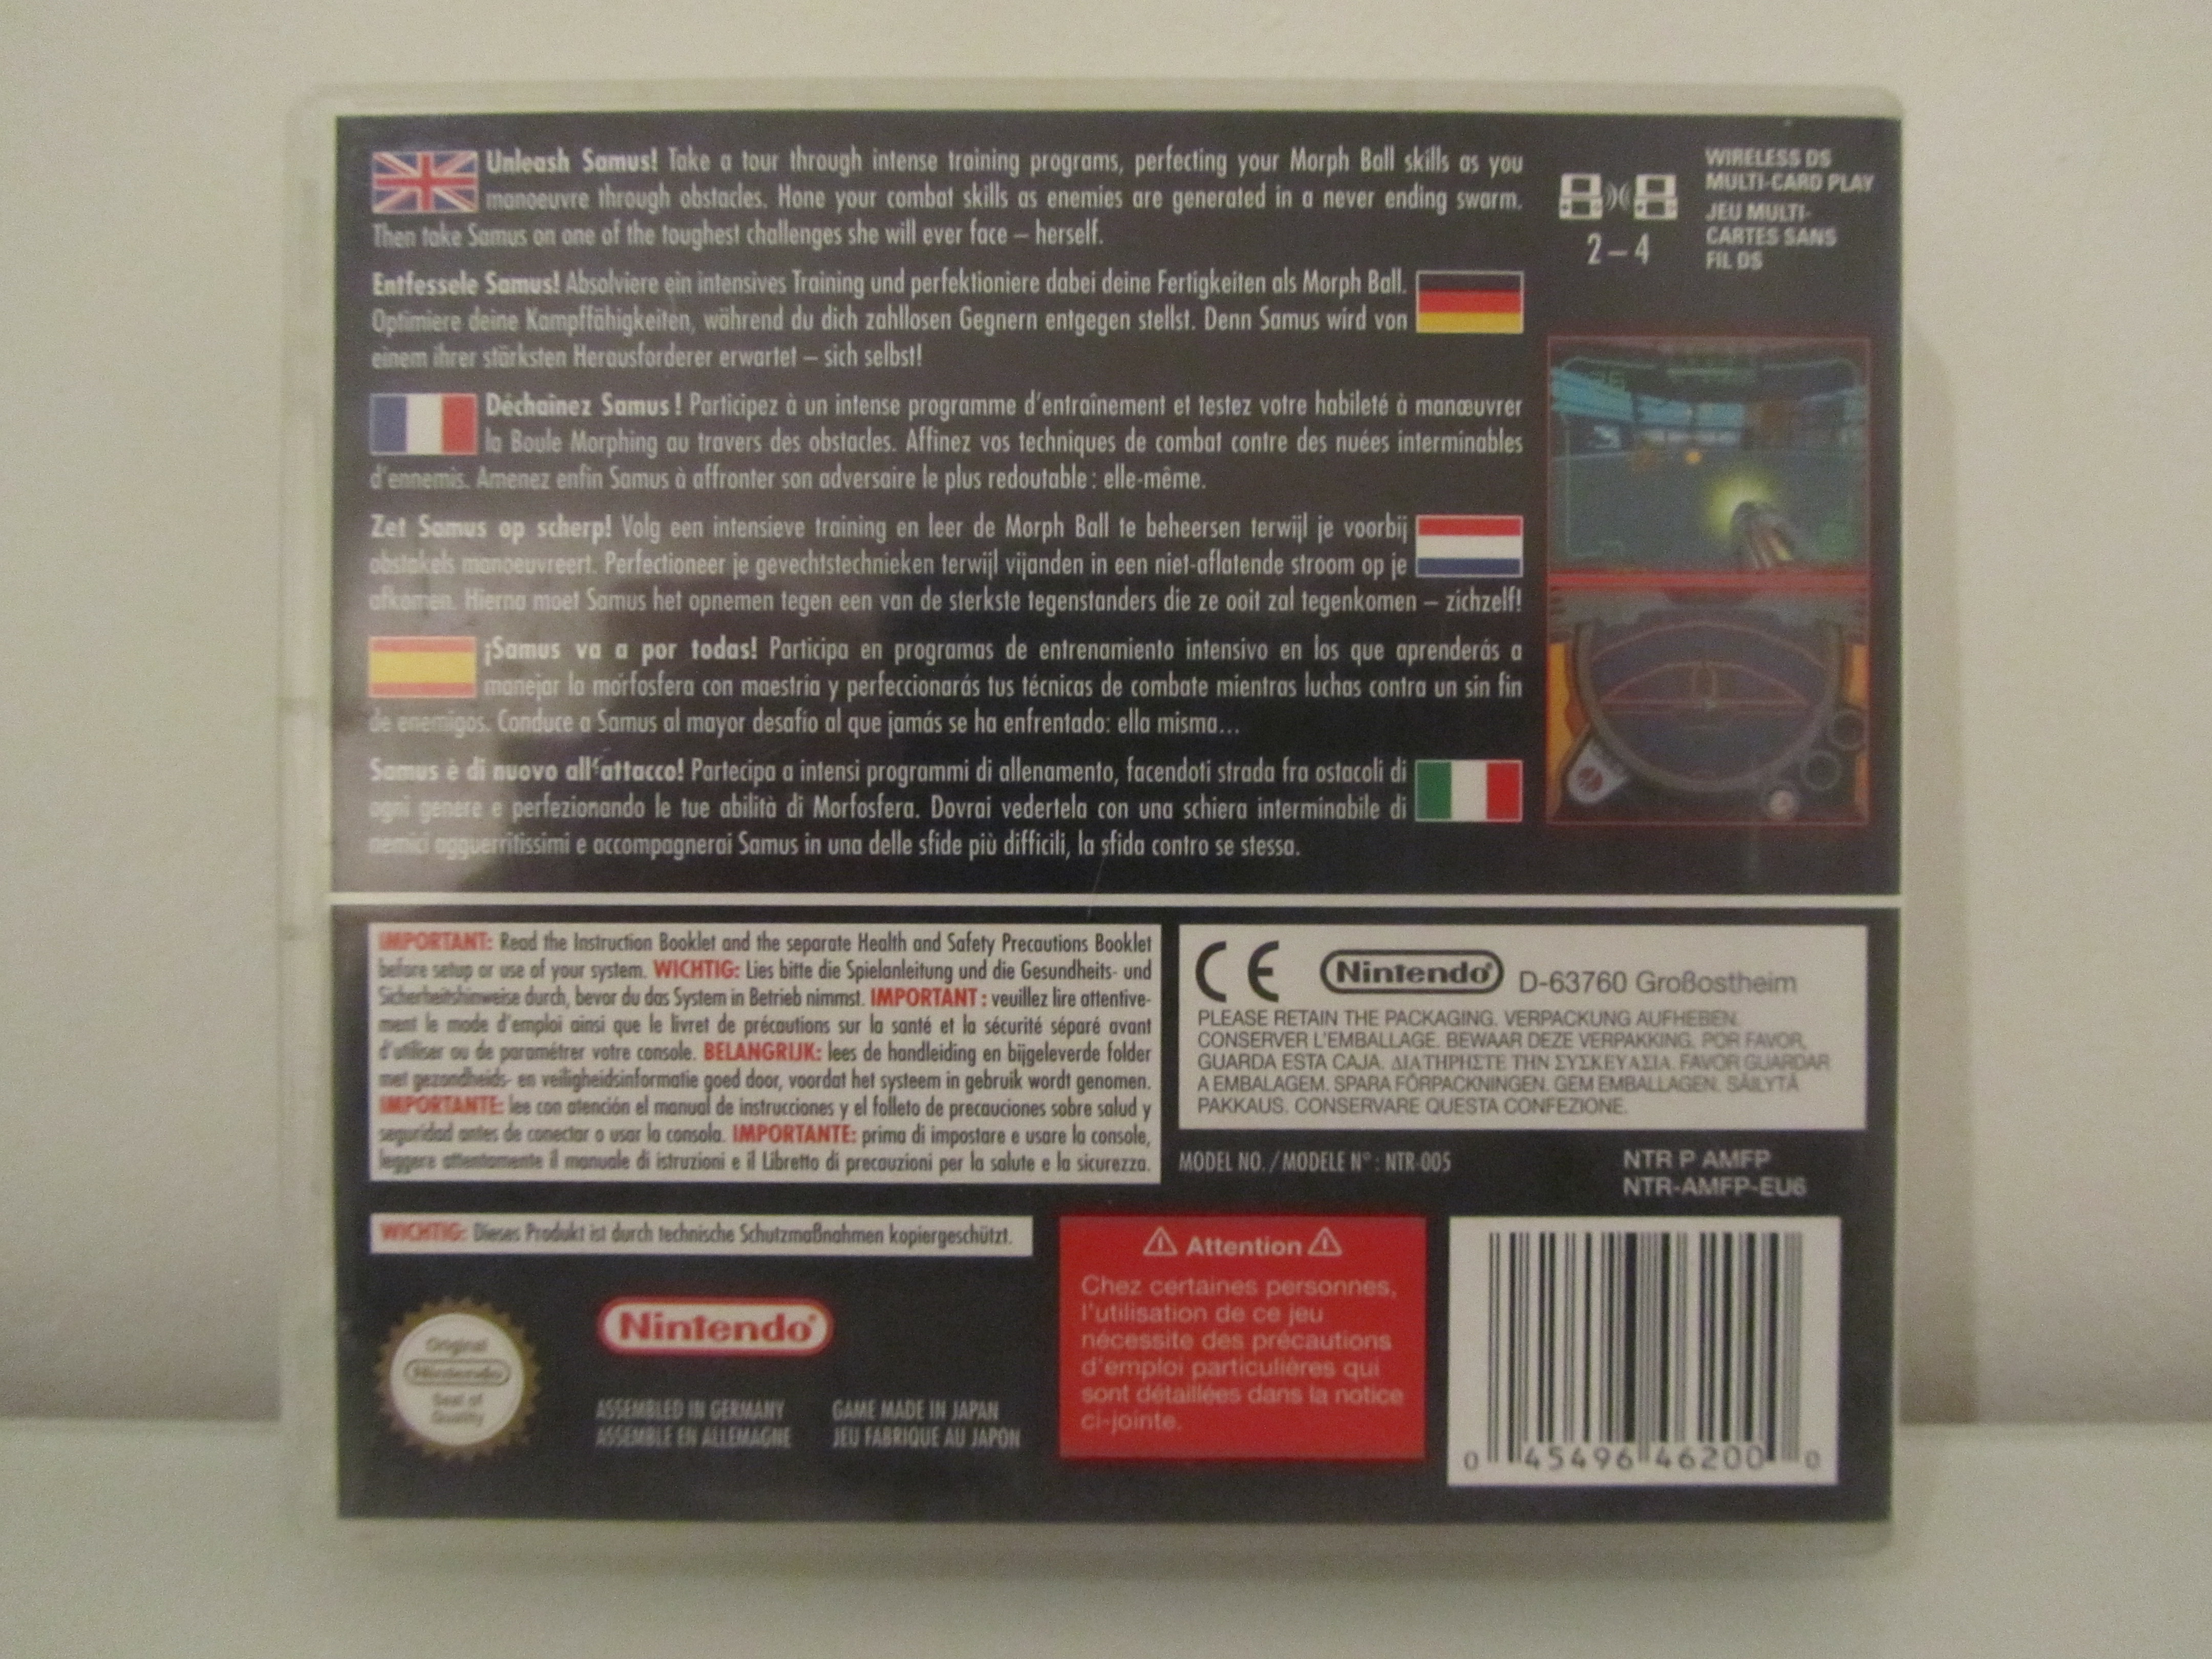 Unleash Samus! Take a tour through intense training programs, perfecting your Morph Ball skills as you
manoeuvre through obstacles. Hone your combat skills as enemies are generated in a never ending swarm.
Then take Samus on one of the toughest challenges she will ever face – herself.
Entfessele Samus! Absolviere ein intensives Training und perfektioniere dabei deine Fertigkeiten als Morph Ball.
Optimiere deine Kampffähigkeiten, während du dich zahllosen Gegnern entgegen stellst. Denn Samus wird von
einem ihrer stärksten Herausforderer erwartet – sich selbst!
Déchaînez Samus ! Participez à un intense programme d'entraînement et testez votre habileté à manœuvrer
la Boule Morphing au travers des obstacles. Affinez vos techniques de combat contre des nuées interminables
d'ennemis. Amenez enfin Samus à affronter son adversaire le plus redoutable : elle-même.
Zet Samus op scherp! Volg een intensieve training en leer de Morph Ball te beheersen terwijl je voorbij
obstakels manoeuvreert. Perfectioneer je gevechtstechnieken terwijl vijanden in een niet-aflatende stroom op je
afkomen. Hierna moet Samus het opnemen tegen een van de sterkste tegenstanders die ze ooit zal tegenkomen – zichzelf!
¡Samus va a por todas! Participa en programas de entrenamiento intensivo en los que aprenderás a
manejar la morfosfera con maestría y perfeccionarás tus técnicas de combate mientras luchas contra un sin fin
de enemigos. Conduce a Samus al mayor desafío al que jamás se ha enfrentado: ella misma...
Samus è di nuovo all'attacco! Partecipa a intensi programmi di allenamento, facendoti strada fra ostacoli di
ogni genere e perfezionando le tue abilità di Morfosfera. Dovrai vedertela con una schiera interminabile di
nemici agguerritissimi e accompagnerai Samus in una delle sfide più difficili, la sfida contro se stessa.
2 – 4
WIRELESS DS
MULTI-CARD PLAY
JEU MULTI-
CARTES SANS
FIL DS
IMPORTANT: Read the Instruction Booklet and the separate Health and Safety Precautions Booklet
before setup or use of your system. WICHTIG: Lies bitte die Spielanleitung und die Gesundheits- und
Sicherheitshinweise durch, bevor du das System in Betrieb nimmst. IMPORTANT : veuillez lire attentive-
ment le mode d'emploi ainsi que le livret de précautions sur la santé et la sécurité séparé avant
d'utiliser ou de paramétrer votre console. BELANGRIJK: lees de handleiding en bijgeleverde folder
met gezondheids- en veiligheidsinformatie goed door, voordat het systeem in gebruik wordt genomen.
IMPORTANTE: lee con atención el manual de instrucciones y el folleto de precauciones sobre salud y
seguridad antes de conectar o usar la consola. IMPORTANTE: prima di impostare e usare la console,
leggere attentamente il manuale di istruzioni e il Libretto di precauzioni per la salute e la sicurezza.
CE Nintendo® D-63760 Großostheim
PLEASE RETAIN THE PACKAGING. VERPACKUNG AUFHEBEN.
CONSERVER L'EMBALLAGE. BEWAAR DEZE VERPAKKING. POR FAVOR,
GUARDA ESTA CAJA. ΔΙΑΤΗΡΗΣΤΕ ΤΗΝ ΣΥΣΚΕΥΑΣΙΑ. FAVOR GUARDAR
A EMBALAGEM. SPARA FÖRPACKNINGEN. GEM EMBALLAGEN. SÄILYTÄ
PAKKAUS. CONSERVARE QUESTA CONFEZIONE.
MODEL NO. / MODELE N° : NTR-005
NTR P AMFP
NTR-AMFP-EU6
WICHTIG: Dieses Produkt ist durch technische Schutzmaßnahmen kopiergeschützt.
Original
Nintendo
Seal of
Quality
Nintendo®
ASSEMBLED IN GERMANY
ASSEMBLE EN ALLEMAGNE
GAME MADE IN JAPAN
JEU FABRIQUE AU JAPON
Attention
Chez certaines personnes,
l'utilisation de ce jeu
nécessite des précautions
d'emploi particulières qui
sont détaillées dans la notice
ci-jointe.
0 45496 46200 0